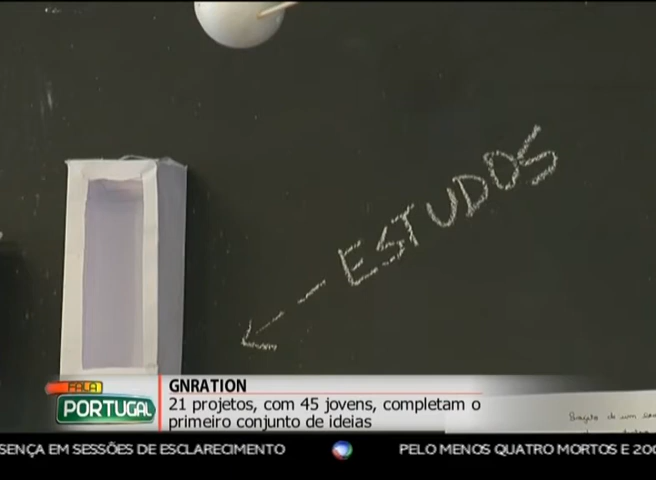 ESTUDOS
FALA
PORTUGAL
GNRATION
21 projetos, com 45 jovens, completam o
primeiro conjunto de ideias
SENÇA EM SESSÕES DE ESCLARECIMENTO PELO MENOS QUATRO MORTOS E 200